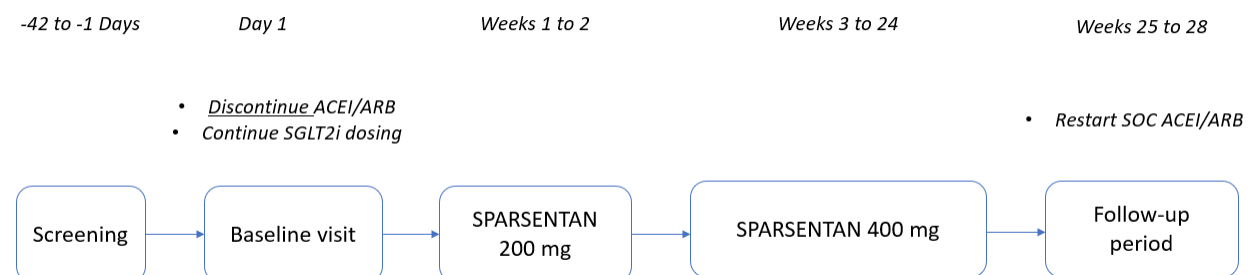 -42 to -1 Days
Day 1
Weeks 1 to 2
Weeks 3 to 24
Weeks 25 to 28
• Discontinue ACEI/ARB
• Continue SGLT2i dosing
• Restart SOC ACEI/ARB
Screening
Baseline visit
SPARSENTAN
200 mg
SPARSENTAN 400 mg
Follow-up
period